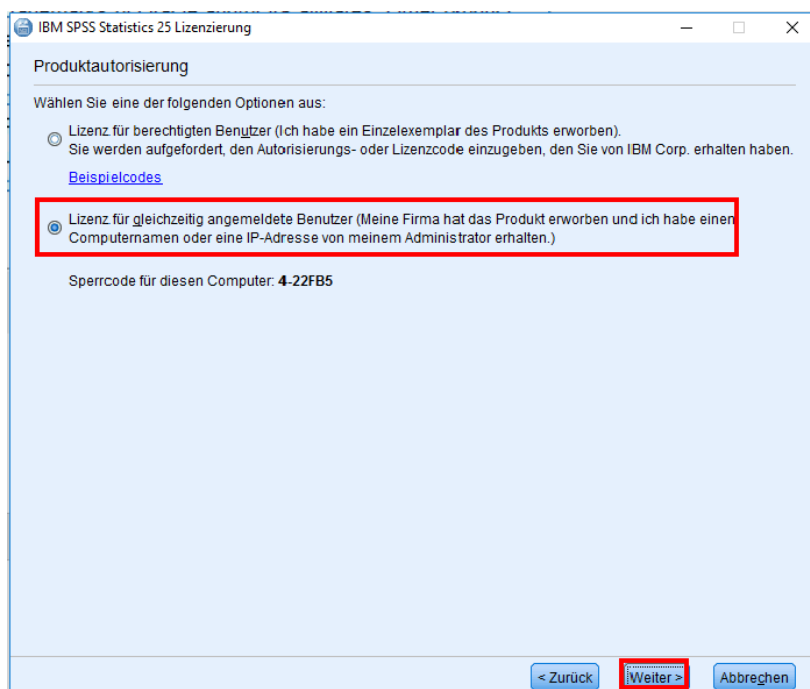 IBM SPSS Statistics 25 Lizenzierung
Produktautorisierung
Wählen Sie eine der folgenden Optionen aus:
Lizenz für berechtigten Benutzer (Ich habe ein Einzelexemplar des Produkts erworben).
Sie werden aufgefordert, den Autorisierungs- oder Lizenzcode einzugeben, den Sie von IBM Corp. erhalten haben.
Beispielcodes
Lizenz für gleichzeitig angemeldete Benutzer (Meine Firma hat das Produkt erworben und ich habe einen
Computernamen oder eine IP-Adresse von meinem Administrator erhalten.)
Sperrcode für diesen Computer: 4-22FB5
< Zurück Weiter > Abbrechen